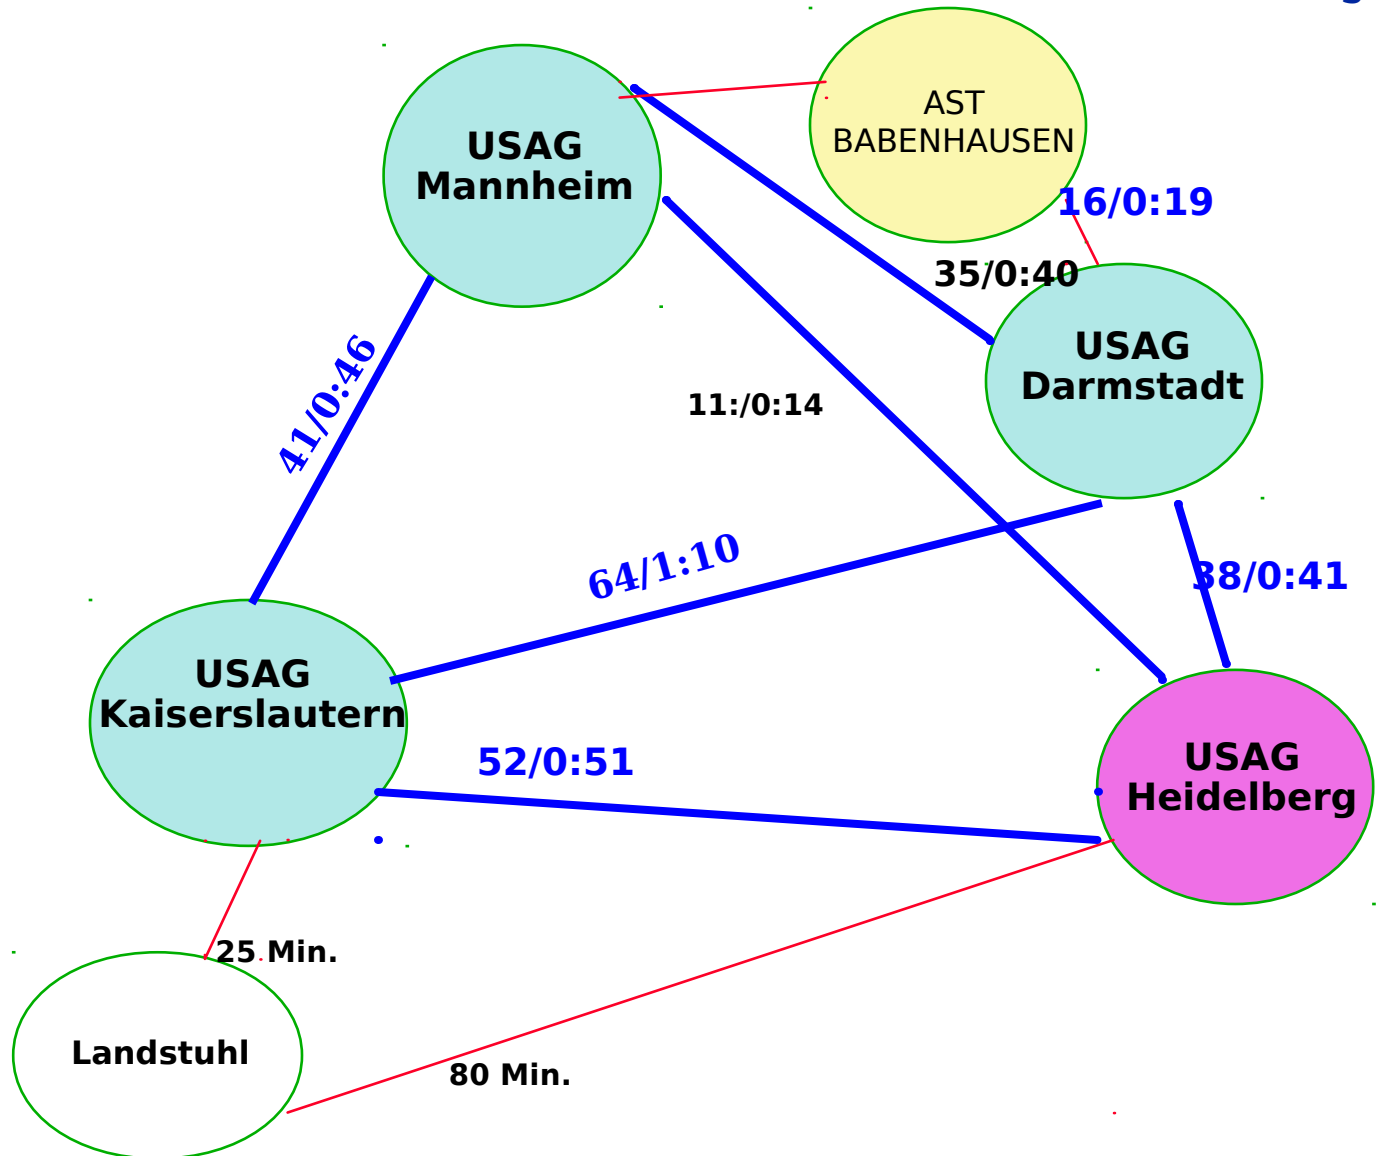 USAG
Mannheim
AST
BABENHAUSEN
16/0:19
35/0:40
USAG
Darmstadt
41/0:46
11:/0:14
64/1:10
38/0:41
USAG
Kaiserslautern
52/0:51
USAG
Heidelberg
25 Min.
Landstuhl
80 Min.